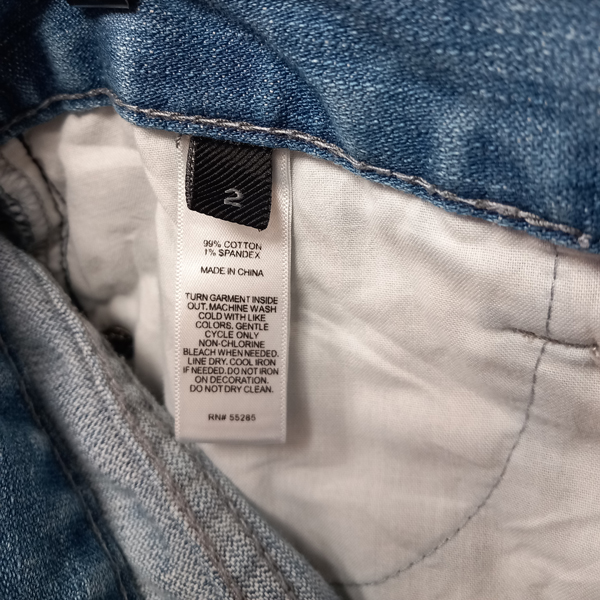 2
99% COTTON
1% SPANDEX
MADE IN CHINA
TURN GARMENT INSIDE
OUT. MACHINE WASH
COLD WITH LIKE
COLORS. GENTLE
CYCLE ONLY
NON-CHLORINE
BLEACH WHEN NEEDED.
LINE DRY. COOL IRON
IF NEEDED. DO NOT IRON
ON DECORATION.
DO NOT DRY CLEAN.
RN# 55285